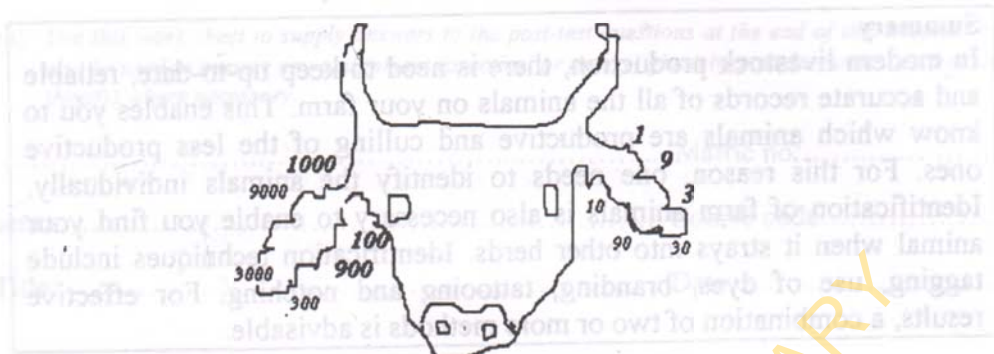 Summary
In modern livestock production, there is need to keep up-to-date, reliable
and accurate records of all the animals on your farm. This enables you to
know which animals are productive and culling of the less productive
ones. For this reason, one needs to identify the animals individually.
Identification of farm animals is also necessary to enable you find your
animal when it strays into other herds. Identification techniques include
tagging, use of dyes, branding, tattooing and notching. For effective
results, a combination of two or more methods is advisable.
1
1000 9
9000 3
10
100 90 30
3000 900
300
ARY